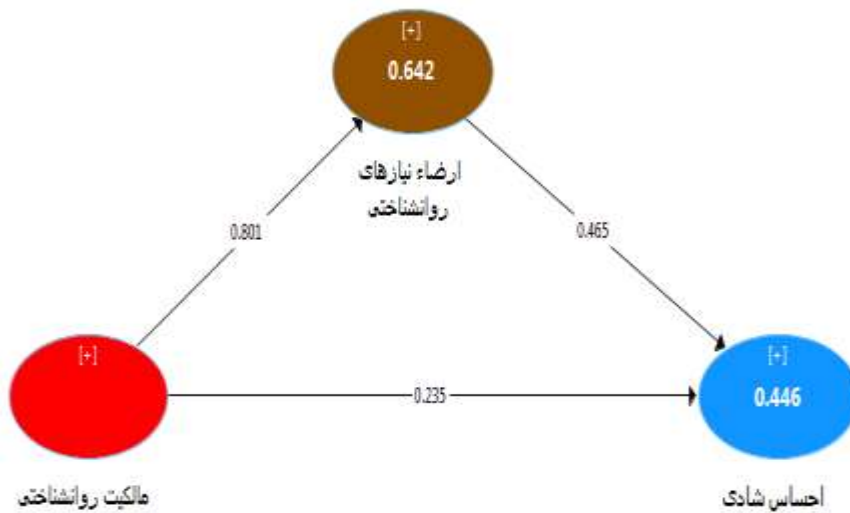 [+]
0.642
ارضاء نیازهای
روانشناختی
0.801
0.465
[+]
0.235
[+]
0.446
مالکیت روانشناختی
احساس شادی